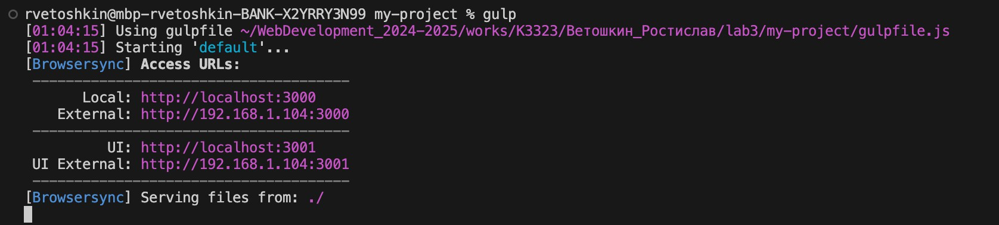 rvetoshkin@mbp-rvetoshkin-BANK-X2YRRY3N99 my-project % gulp
[01:04:15] Using gulpfile ~/WebDevelopment_2024-2025/works/K3323/Ветошкин_Ростислав/lab3/my-project/gulpfile.js
[01:04:15] Starting 'default'...
[Browsersync] Access URLs:
--------------------------------------
Local: http://localhost:3000
External: http://192.168.1.104:3000
--------------------------------------
UI: http://localhost:3001
UI External: http://192.168.1.104:3001
--------------------------------------
[Browsersync] Serving files from: ./